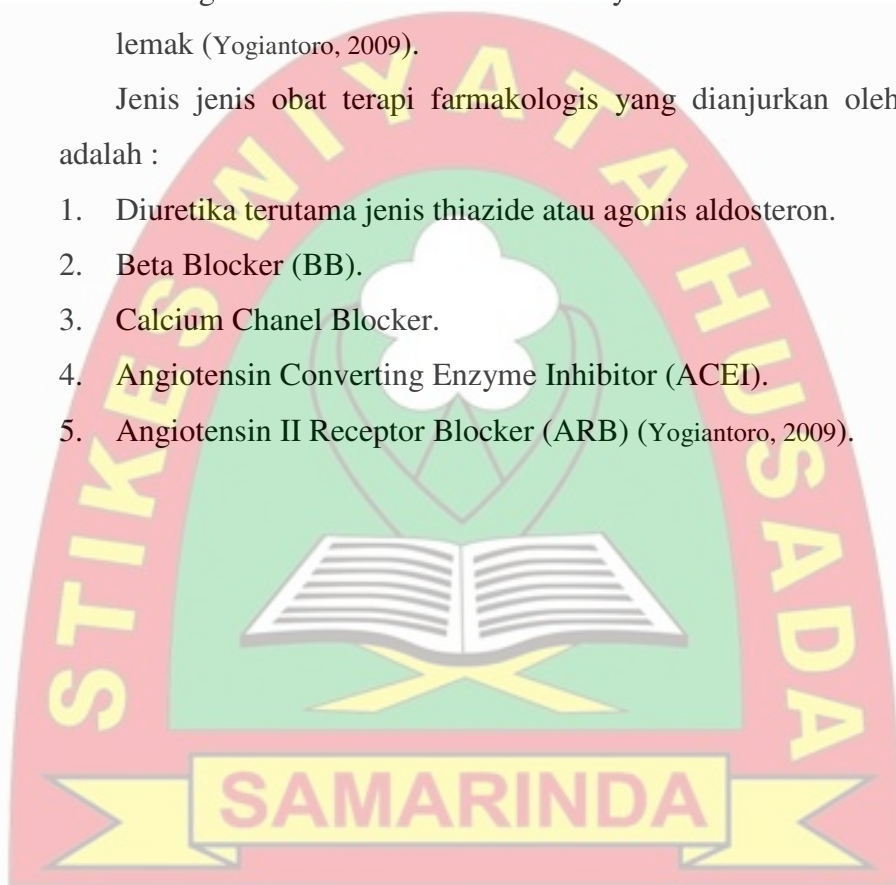 lemak (Yogiantoro, 2009).
Jenis jenis obat terapi farmakologis yang dianjurkan oleh
adalah :
1. Diuretika terutama jenis thiazide atau agonis aldosteron.
2. Beta Blocker (BB).
3. Calcium Chanel Blocker.
4. Angiotensin Converting Enzyme Inhibitor (ACEI).
5. Angiotensin II Receptor Blocker (ARB) (Yogiantoro, 2009).
STIKES WIYATA HUSADA
SAMARINDA